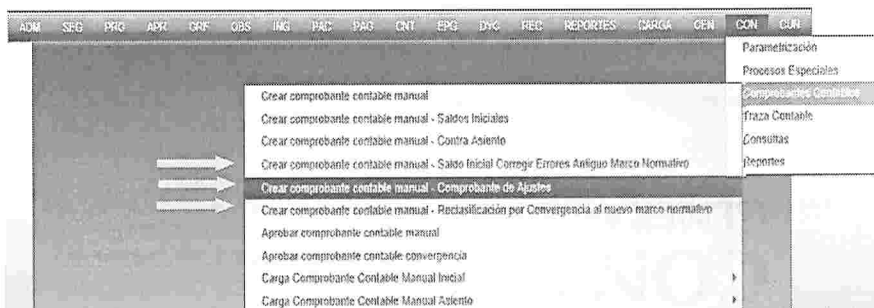 ADM SEG PRG APR GRF OBS ING PAC PAG CNT EPG DYG REC REPORTES CARGA CEN CON CUN
Parametrización
Procesos Especiales
Comprobantes Contables
Traza Contable
Consultas
Reportes
Crear comprobante contable manual
Crear comprobante contable manual - Saldos Iniciales
Crear comprobante contable manual - Contra Asiento
Crear comprobante contable manual - Saldo Inicial Corregir Errores Antiguo Marco Normativo
Crear comprobante contable manual - Comprobante de Ajustes
Crear comprobante contable manual - Reclasificación por Convergencia al nuevo marco normativo
Aprobar comprobante contable manual
Aprobar comprobante contable convergencia
Carga Comprobante Contable Manual Inicial
Carga Comprobante Contable Manual Asiento